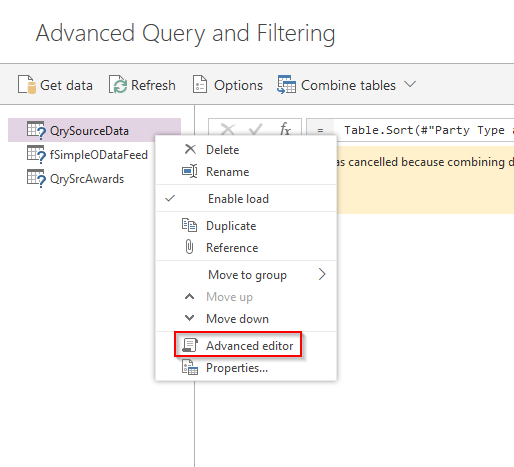 Advanced Query and Filtering
Get data Refresh Options Combine tables
QrySourceData
fSimpleODataFeed
QrySrcAwards
fx = Table.Sort(#"Party Type a
as cancelled because combining d
Delete
Rename
Enable load
Duplicate
Reference
Move to group
Move up
Move down
Advanced editor
Properties...